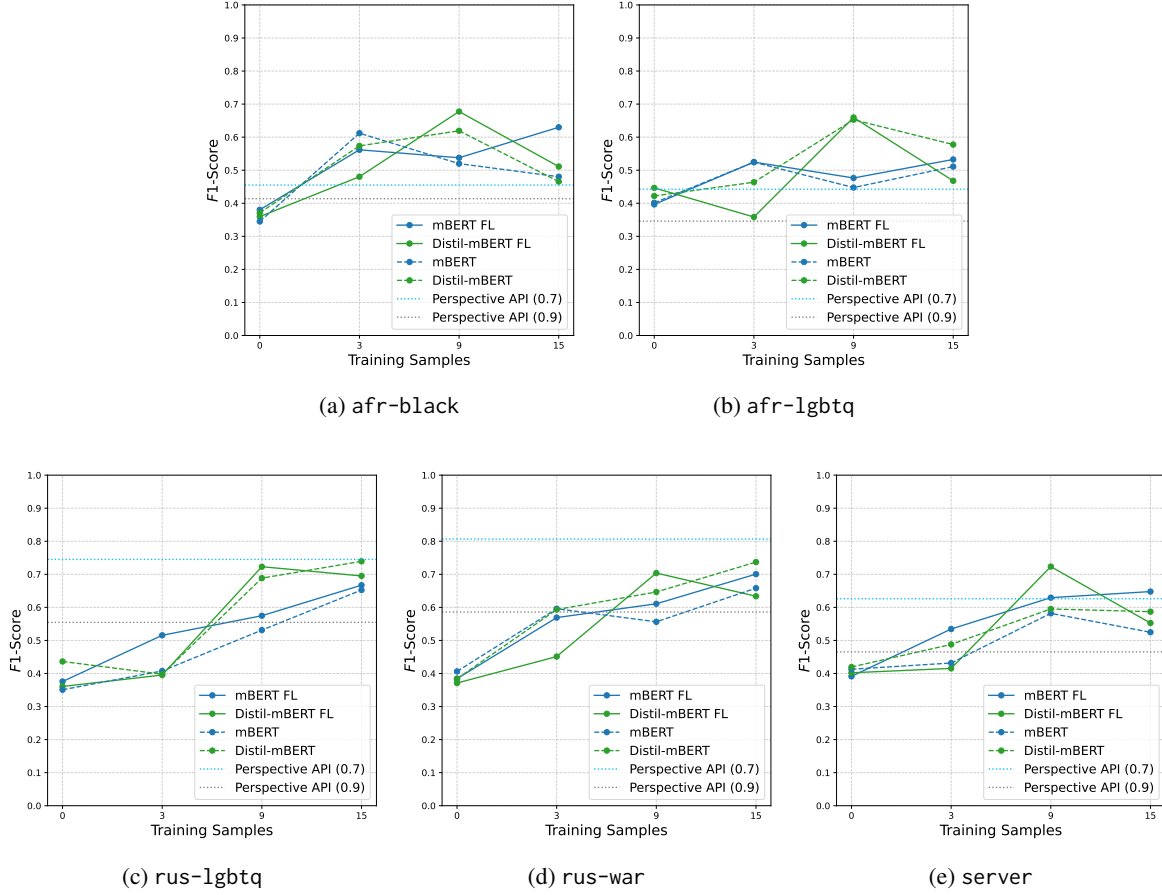 1.0
0.9
0.8
0.7
0.6
0.5
0.4
0.3
0.2
0.1
0.0
F1-Score
0 3 9 15
Training Samples
mBERT FL
Distil-mBERT FL
mBERT
Distil-mBERT
Perspective API (0.7)
Perspective API (0.9)
(a) afr-black
1.0
0.9
0.8
0.7
0.6
0.5
0.4
0.3
0.2
0.1
0.0
F1-Score
0 3 9 15
Training Samples
mBERT FL
Distil-mBERT FL
mBERT
Distil-mBERT
Perspective API (0.7)
Perspective API (0.9)
(b) afr-lgbtq
1.0
0.9
0.8
0.7
0.6
0.5
0.4
0.3
0.2
0.1
0.0
F1-Score
0 3 9 15
Training Samples
mBERT FL
Distil-mBERT FL
mBERT
Distil-mBERT
Perspective API (0.7)
Perspective API (0.9)
(c) rus-lgbtq
1.0
0.9
0.8
0.7
0.6
0.5
0.4
0.3
0.2
0.1
0.0
F1-Score
0 3 9 15
Training Samples
mBERT FL
Distil-mBERT FL
mBERT
Distil-mBERT
Perspective API (0.7)
Perspective API (0.9)
(d) rus-war
1.0
0.9
0.8
0.7
0.6
0.5
0.4
0.3
0.2
0.1
0.0
F1-Score
0 3 9 15
Training Samples
mBERT FL
Distil-mBERT FL
mBERT
Distil-mBERT
Perspective API (0.7)
Perspective API (0.9)
(e) server